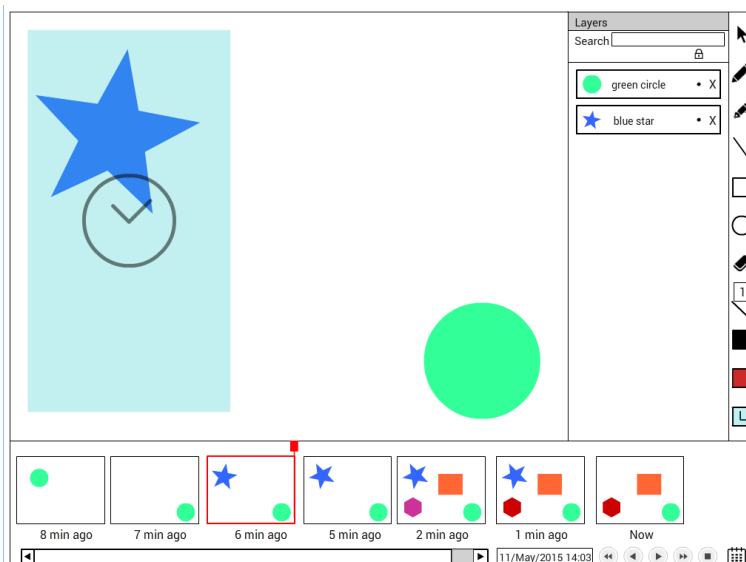 Layers
Search
green circle • X
blue star • X
1
8 min ago
7 min ago
6 min ago
5 min ago
2 min ago
1 min ago
Now
11/May/2015 14:03